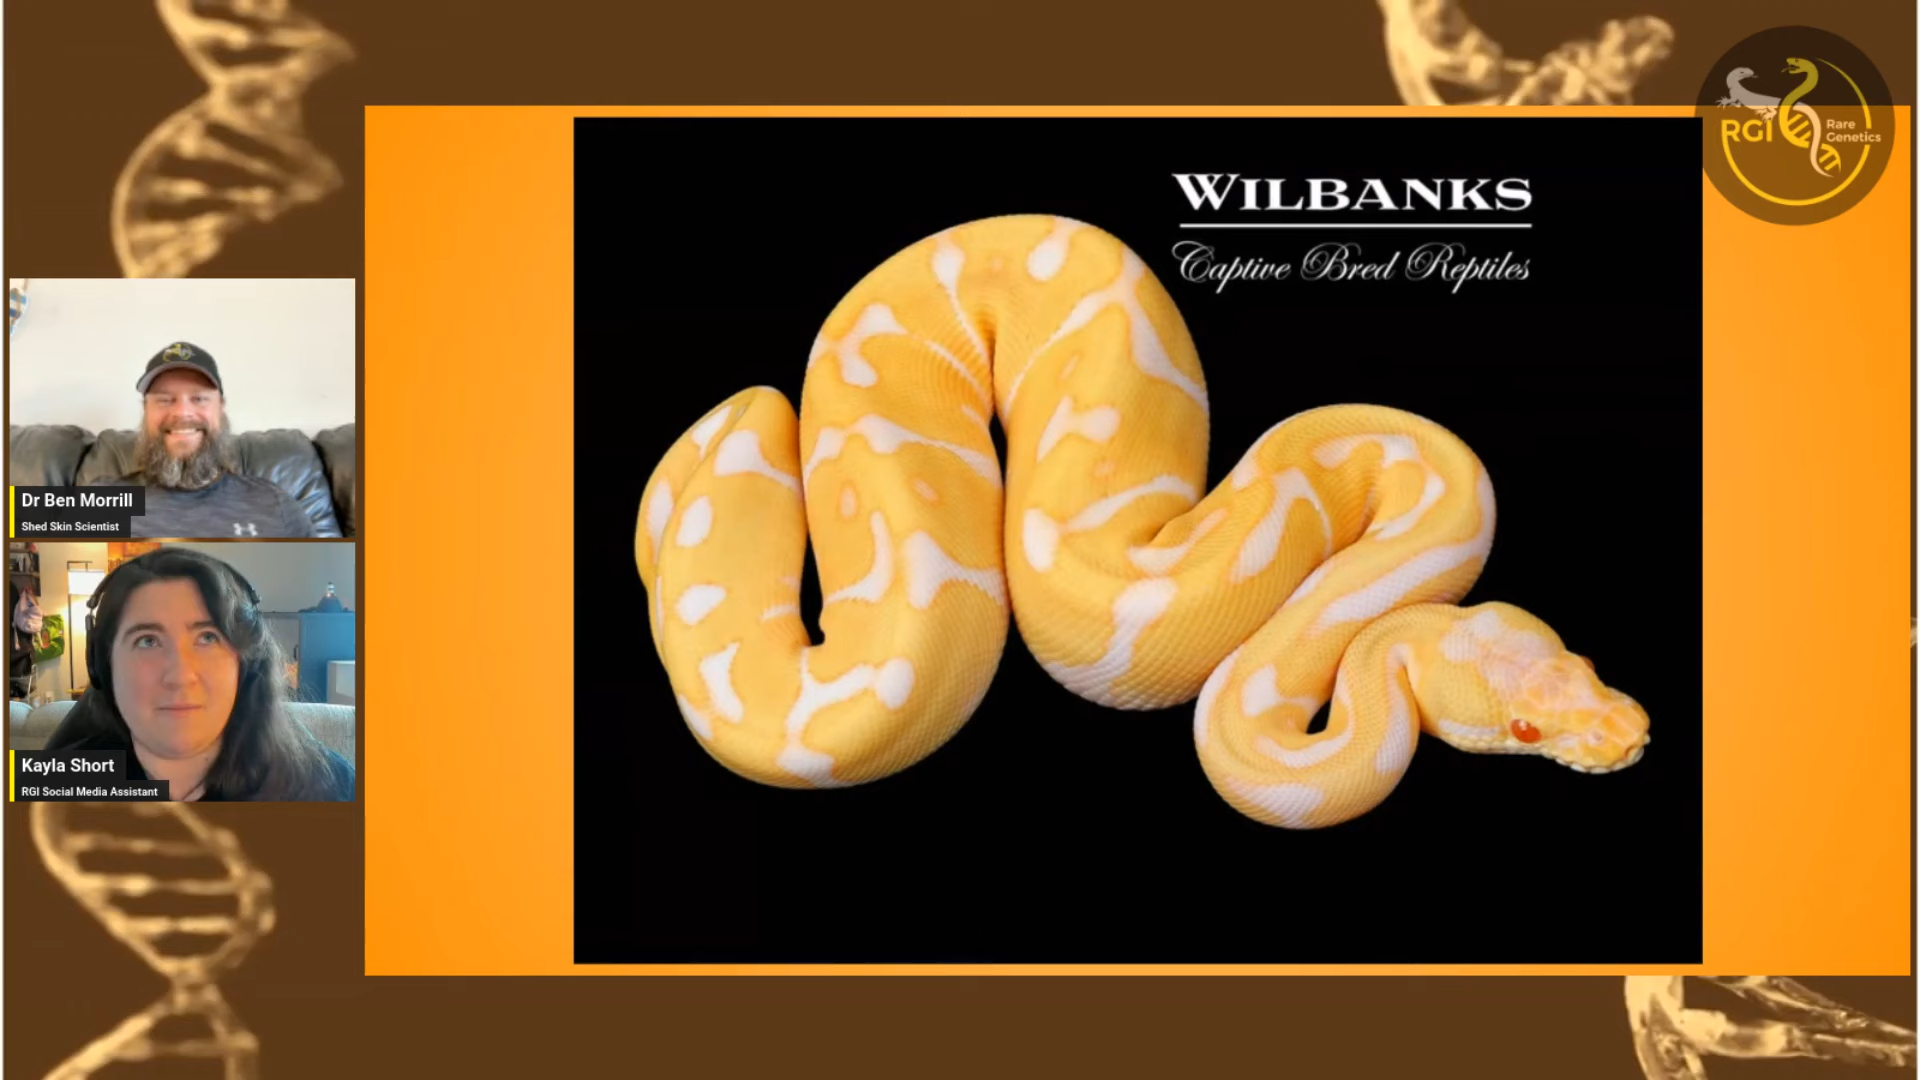 WILBANKS
Captive Bred Reptiles
RGI Rare
Genetics
Dr Ben Morrill
Shed Skin Scientist
Kayla Short
RGI Social Media Assistant